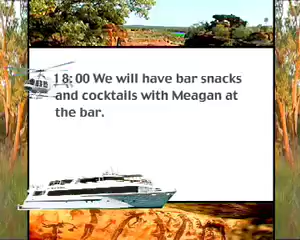 18:00 We will have bar snacks
and cocktails with Meagan at
the bar.